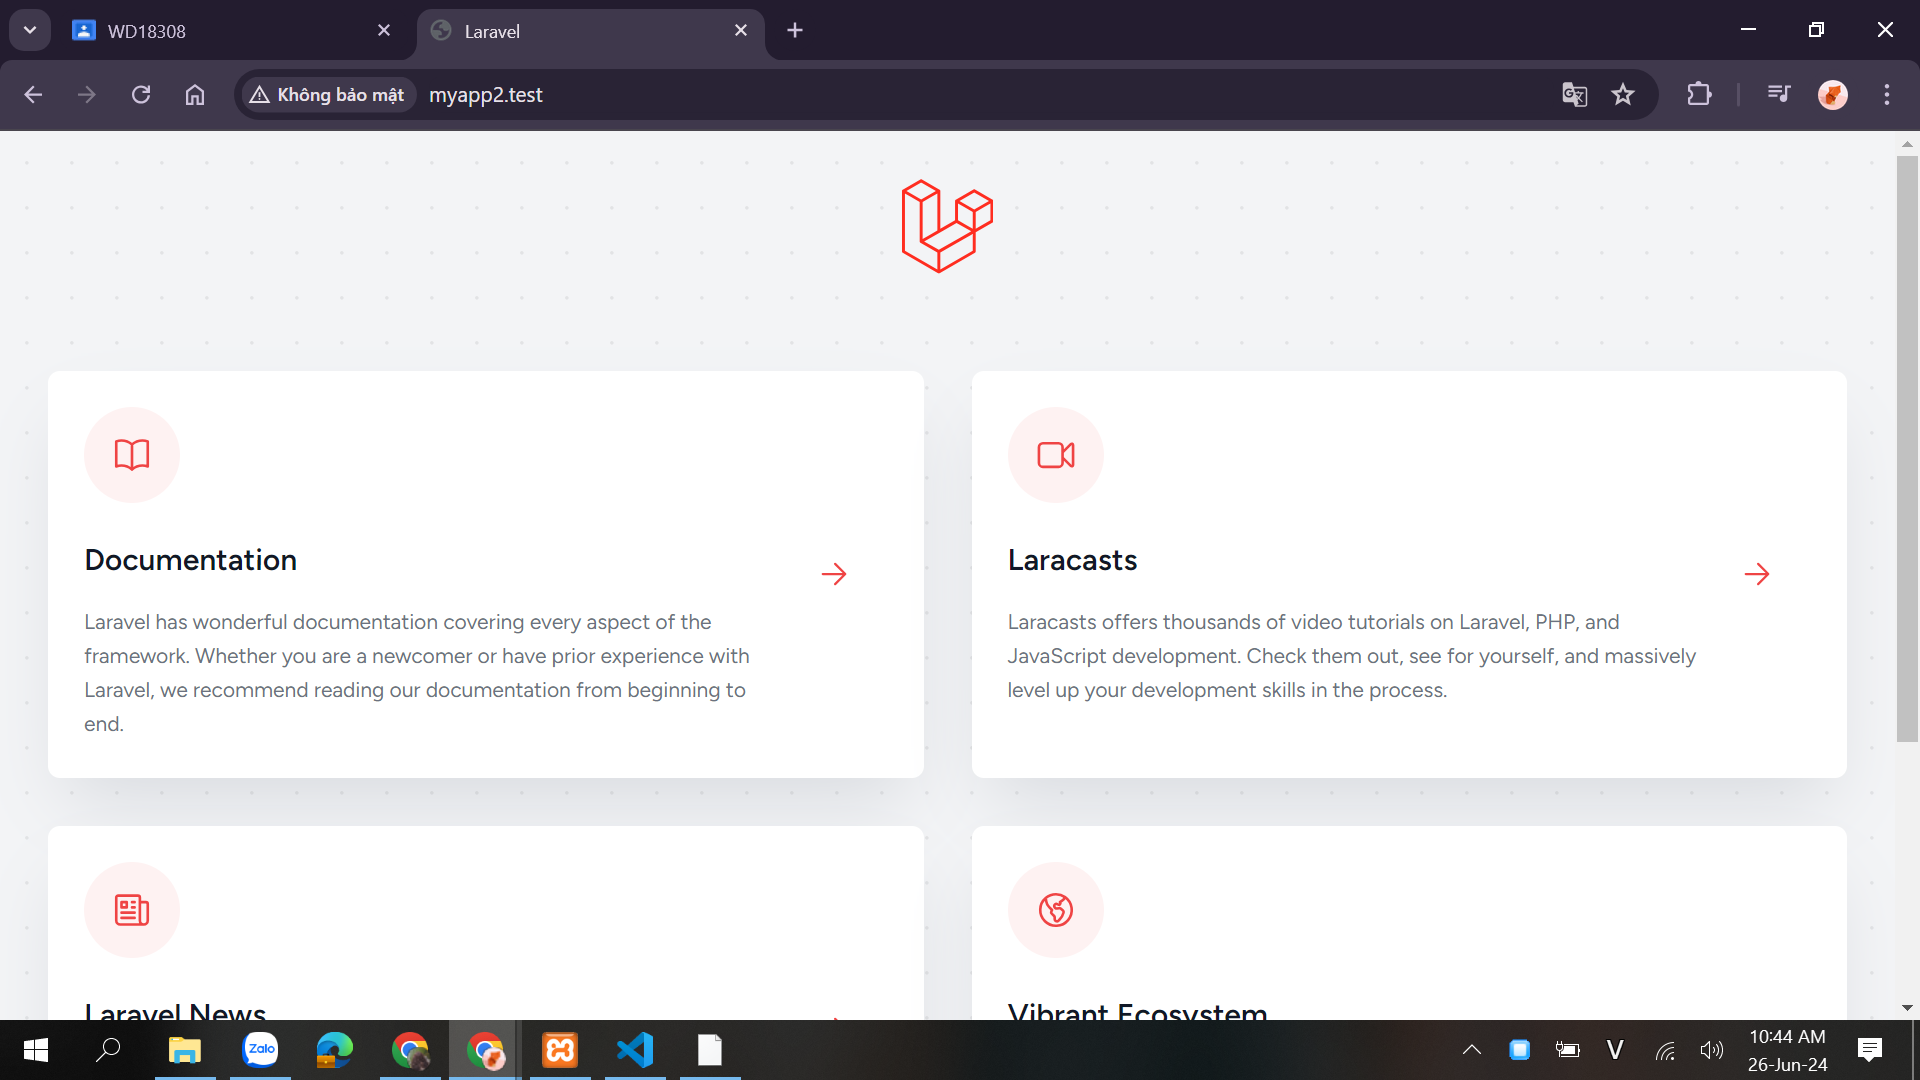 WD18308
Laravel
Không bảo mật
myapp2.test
Documentation
Laravel has wonderful documentation covering every aspect of the
framework. Whether you are a newcomer or have prior experience with
Laravel, we recommend reading our documentation from beginning to
end.
Laracasts
Laracasts offers thousands of video tutorials on Laravel, PHP, and
JavaScript development. Check them out, see for yourself, and massively
level up your development skills in the process.
Laravel News
Vibrant Ecosystem
Zalo
V
10:44 AM
26-Jun-24